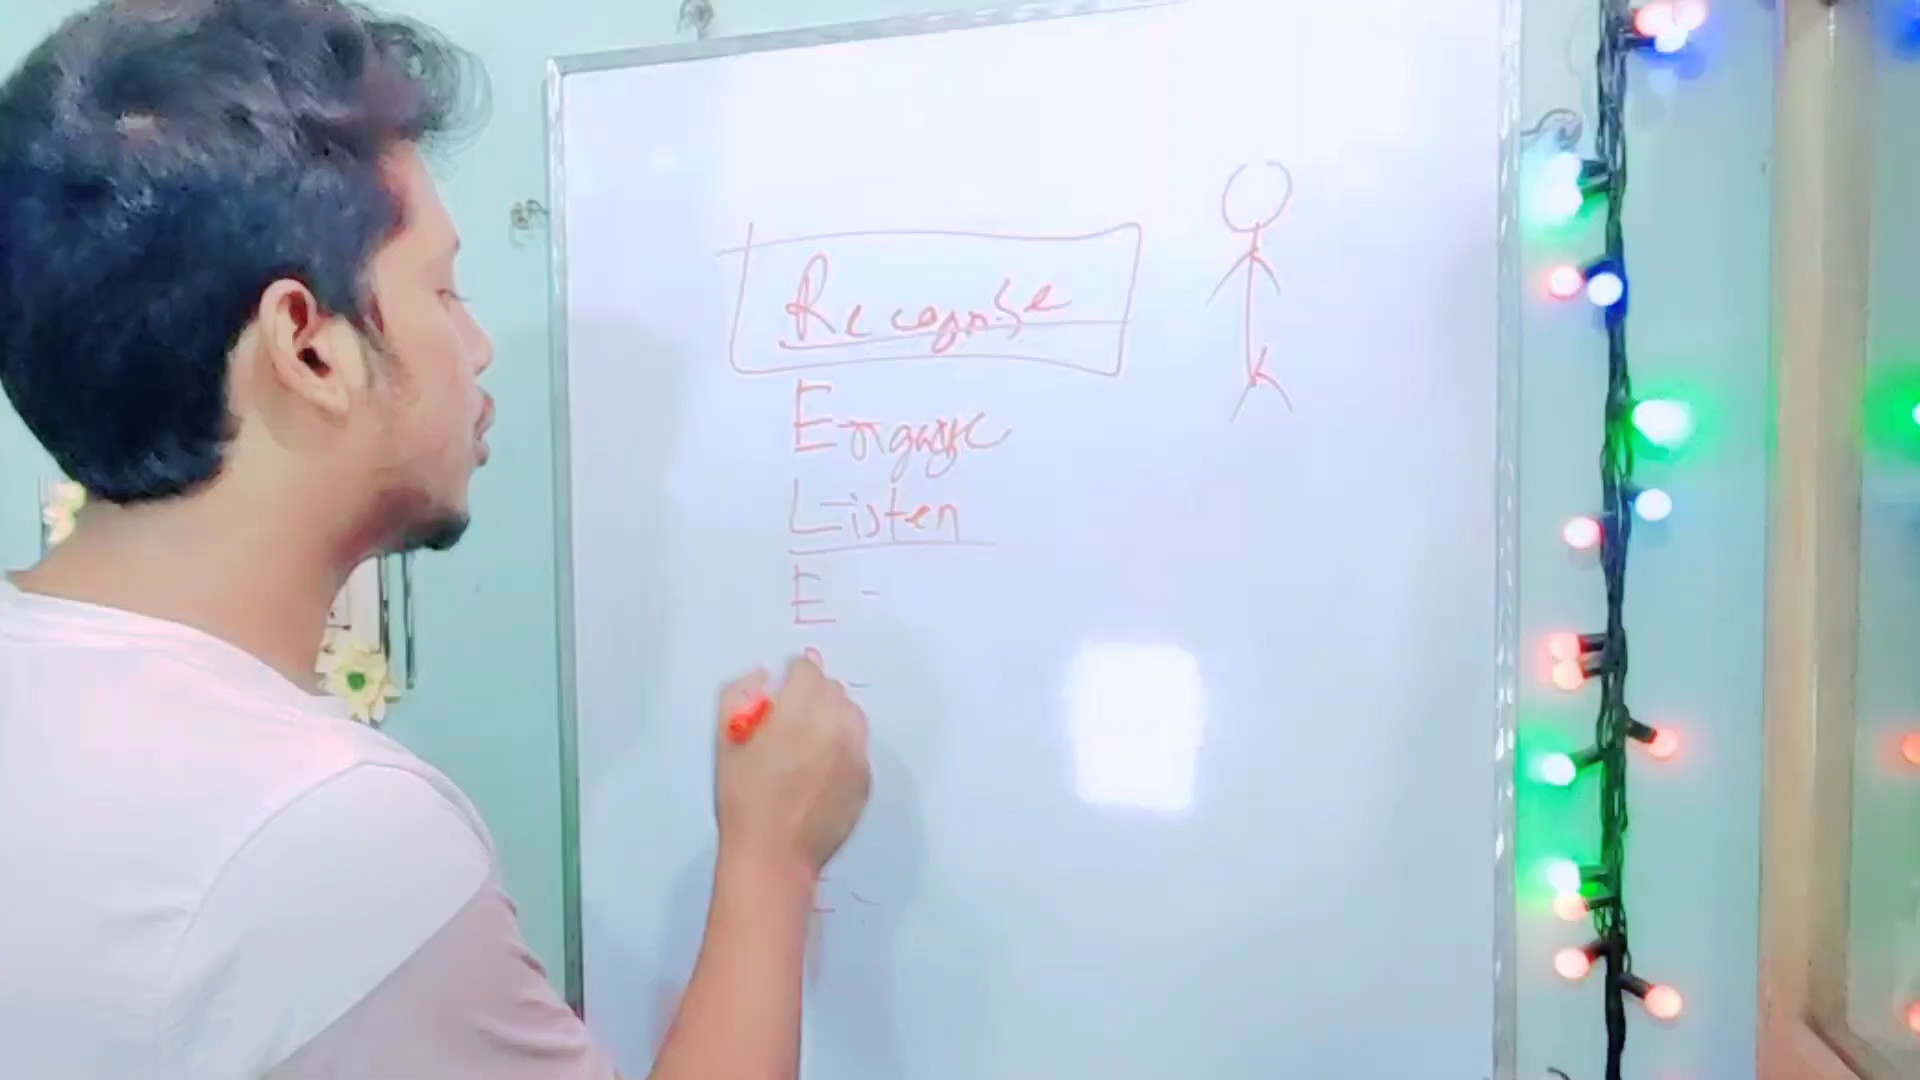 Recognise
Engage
Listen
E -
-
E -